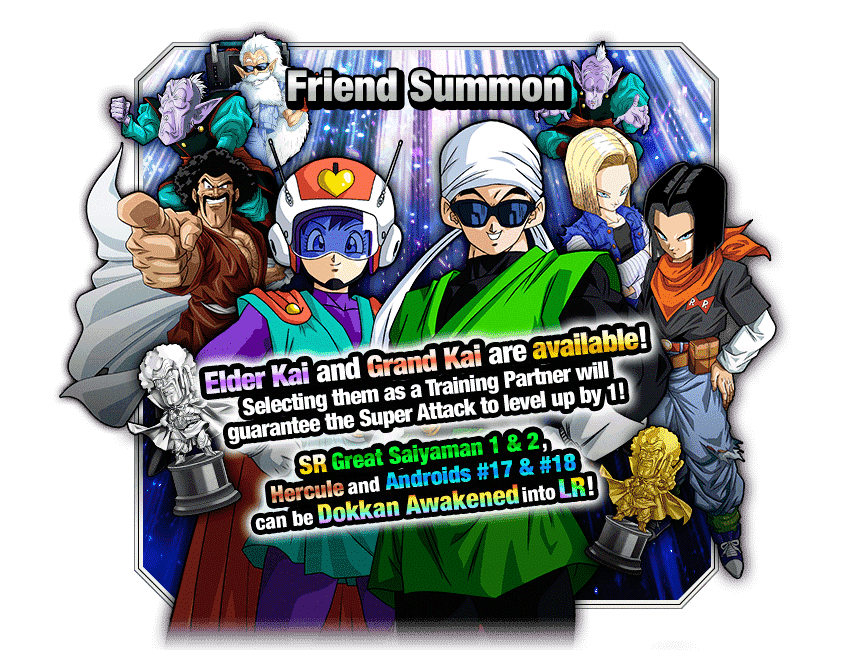 Friend Summon
Elder Kai and Grand Kai are available!
Selecting them as a Training Partner will
guarantee the Super Attack to level up by 1!
SR Great Saiyaman 1 & 2,
Hercule and Androids #17 & #18
can be Dokkan Awakened into LR!
R R